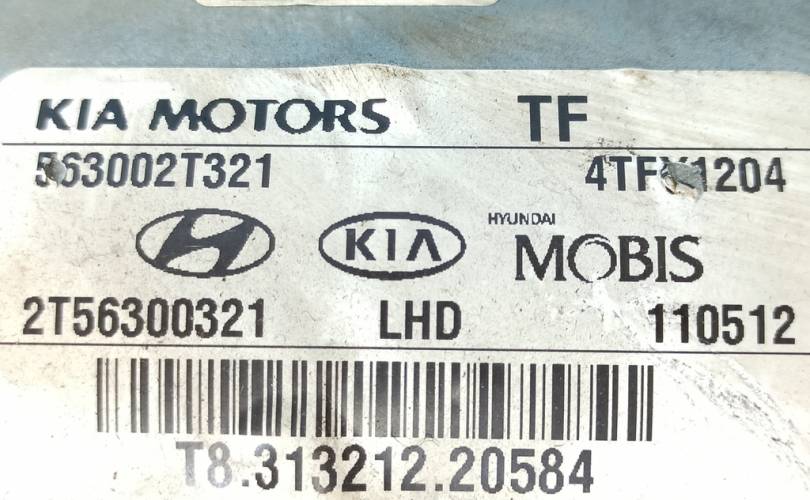 KIA MOTORS TF
563002T321
KIA HYUNDAI MOBIS
2T56300321 LHD 110512
T8.313212.20584